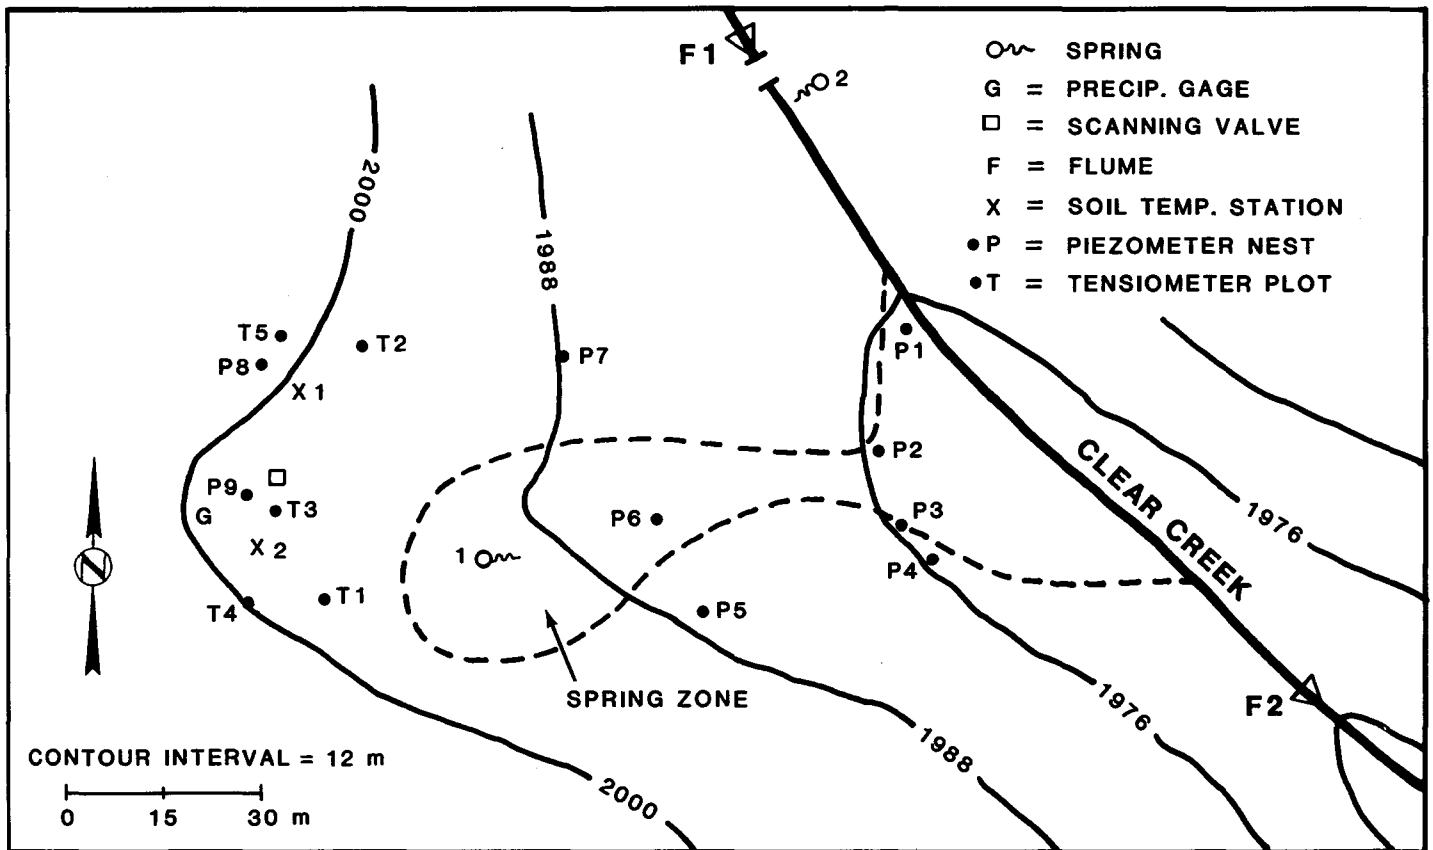 F1
2
SPRING
G = PRECIP. GAGE
= SCANNING VALVE
F = FLUME
X = SOIL TEMP. STATION
P = PIEZOMETER NEST
T = TENSIOMETER PLOT
2000
1988
T5
T2
P8
X 1
P7
P1
P2
P9
T3
G
X 2
P6
P3
1
P4
T4
T1
P5
CLEAR CREEK
1976
SPRING ZONE
1976
F2
1988
2000
N
CONTOUR INTERVAL = 12 m
0 15 30 m